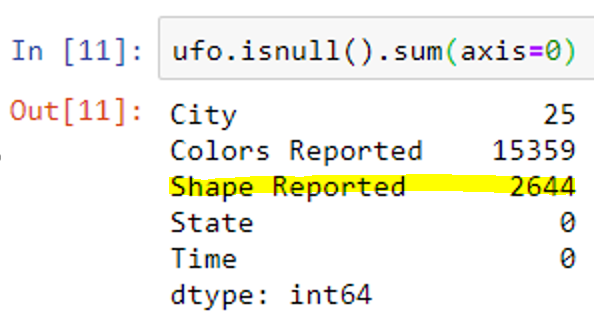 In [11]: ufo.isnull().sum(axis=0)
Out[11]: City 25
Colors Reported 15359
Shape Reported 2644
State 0
Time 0
dtype: int64